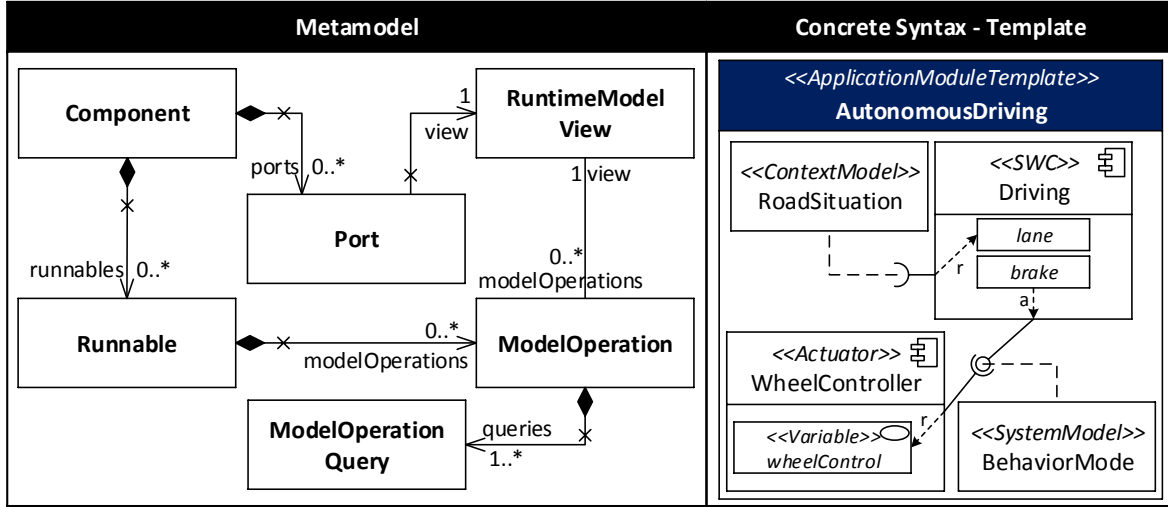 Metamodel
Component
ports
0..*
Port
1
view
RuntimeModel
View
1
view
0..*
modelOperations
runnables
0..*
Runnable
0..*
modelOperations
ModelOperation
ModelOperation
Query
queries
1..*
Concrete Syntax - Template
<<ApplicationModuleTemplate>>
AutonomousDriving
<<ContextModel>>
RoadSituation
<<SWC>>
Driving
lane
r
brake
a
<<Actuator>>
WheelController
r
<<Variable>>
wheelControl
<<SystemModel>>
BehaviorMode